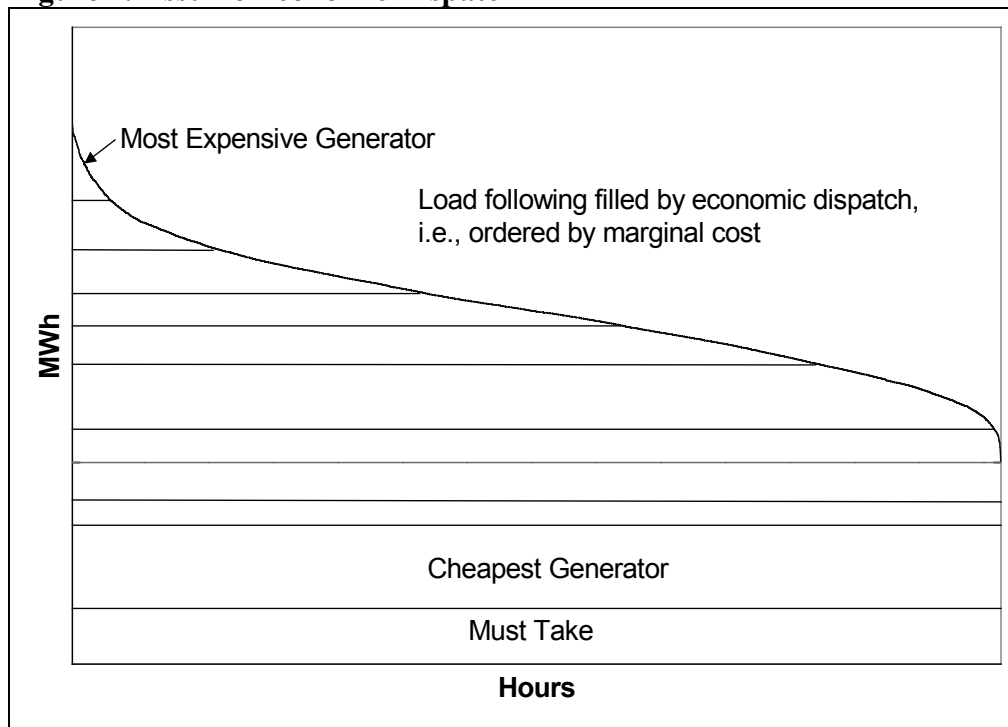 Most Expensive Generator
Load following filled by economic dispatch,
i.e., ordered by marginal cost
MWh
Cheapest Generator
Must Take
Hours